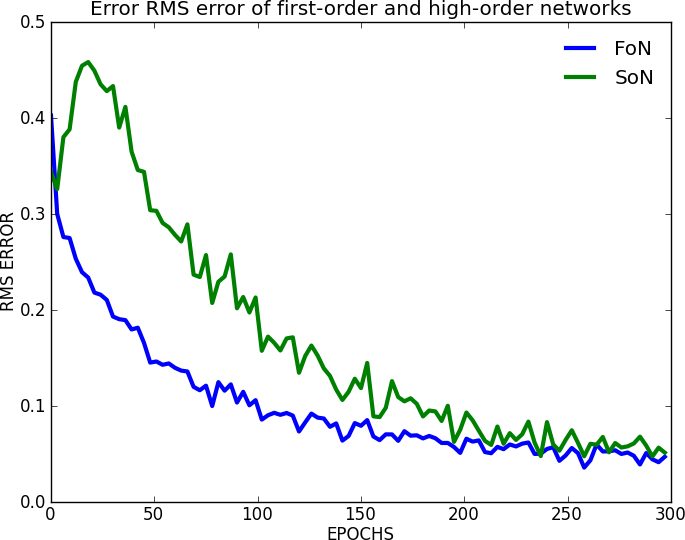 Error RMS error of first-order and high-order networks
FoN
SoN
RMS ERROR
0.5
0.4
0.3
0.2
0.1
0.0
0 50 100 150 200 250 300
EPOCHS